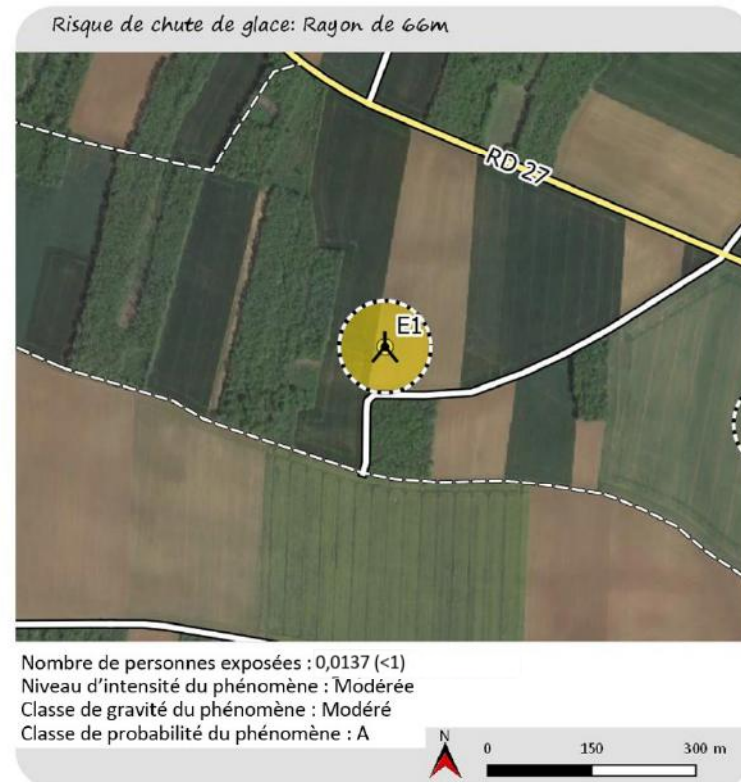 Risque de chute de glace: Rayon de 66m
RD 27
E1
Nombre de personnes exposées : 0,0137 (<1)
Niveau d'intensité du phénomène : Modérée
Classe de gravité du phénomène : Modéré
Classe de probabilité du phénomène : A
N
0 150 300 m